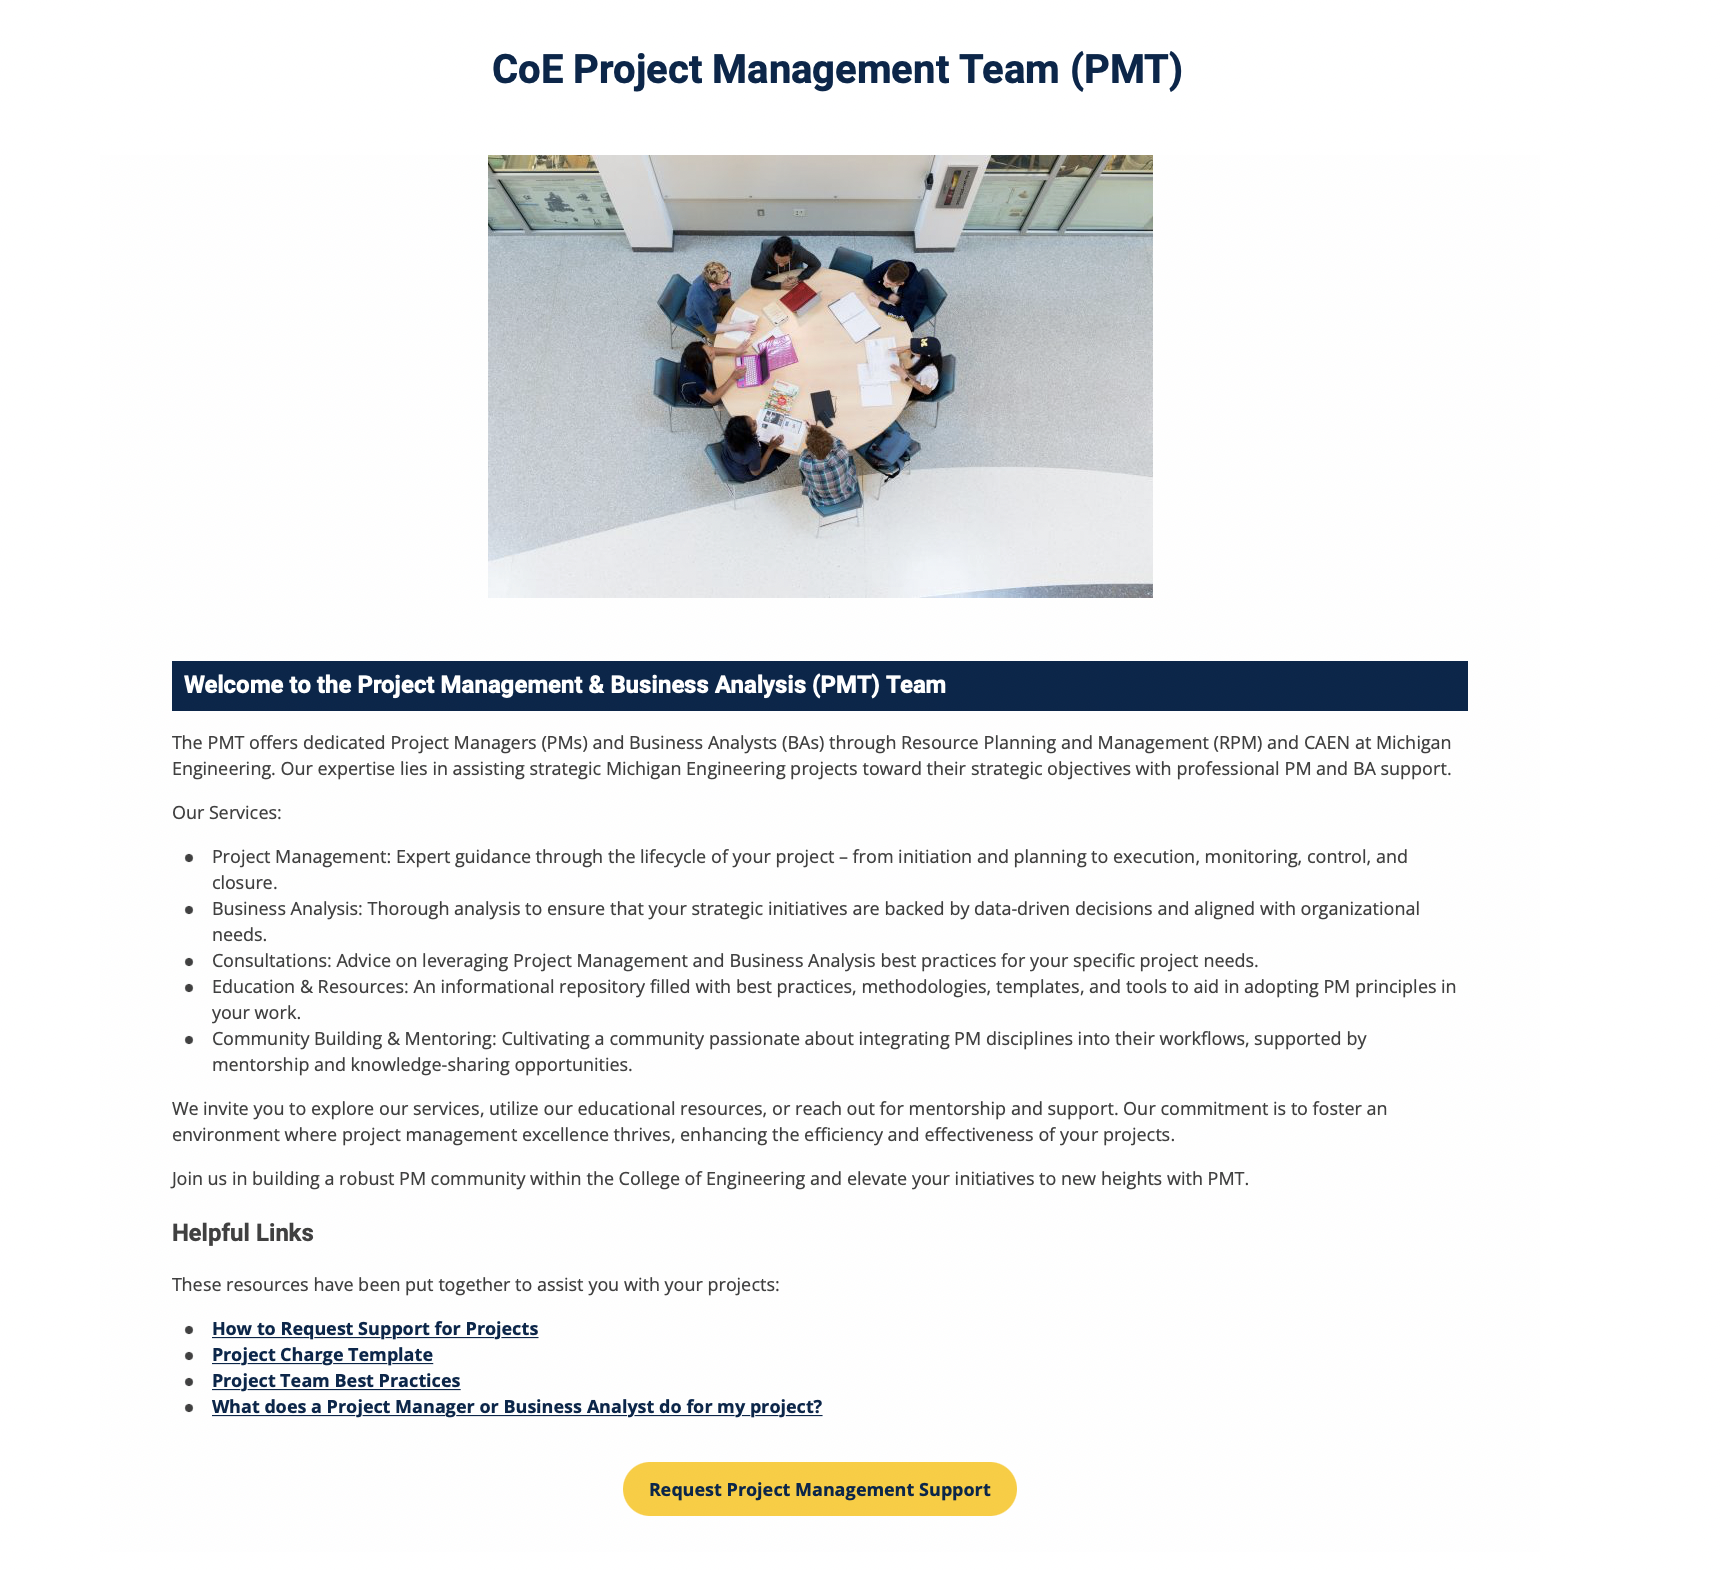 CoE Project Management Team (PMT)
Welcome to the Project Management & Business Analysis (PMT) Team
The PMT offers dedicated Project Managers (PMs) and Business Analysts (BAs) through Resource Planning and Management (RPM) and CAEN at Michigan
Engineering. Our expertise lies in assisting strategic Michigan Engineering projects toward their strategic objectives with professional PM and BA support.
Our Services:
● Project Management: Expert guidance through the lifecycle of your project – from initiation and planning to execution, monitoring, control, and
closure.
● Business Analysis: Thorough analysis to ensure that your strategic initiatives are backed by data-driven decisions and aligned with organizational
needs.
● Consultations: Advice on leveraging Project Management and Business Analysis best practices for your specific project needs.
● Education & Resources: An informational repository filled with best practices, methodologies, templates, and tools to aid in adopting PM principles in
your work.
● Community Building & Mentoring: Cultivating a community passionate about integrating PM disciplines into their workflows, supported by
mentorship and knowledge-sharing opportunities.
We invite you to explore our services, utilize our educational resources, or reach out for mentorship and support. Our commitment is to foster an
environment where project management excellence thrives, enhancing the efficiency and effectiveness of your projects.
Join us in building a robust PM community within the College of Engineering and elevate your initiatives to new heights with PMT.
Helpful Links
These resources have been put together to assist you with your projects:
● How to Request Support for Projects
● Project Charge Template
● Project Team Best Practices
● What does a Project Manager or Business Analyst do for my project?
Request Project Management Support